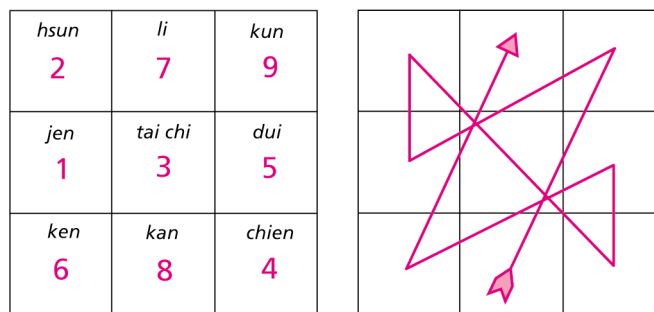 hsun li kun
2 7 9
jen tai chi dui
1 3 5
ken kan chien
6 8 4